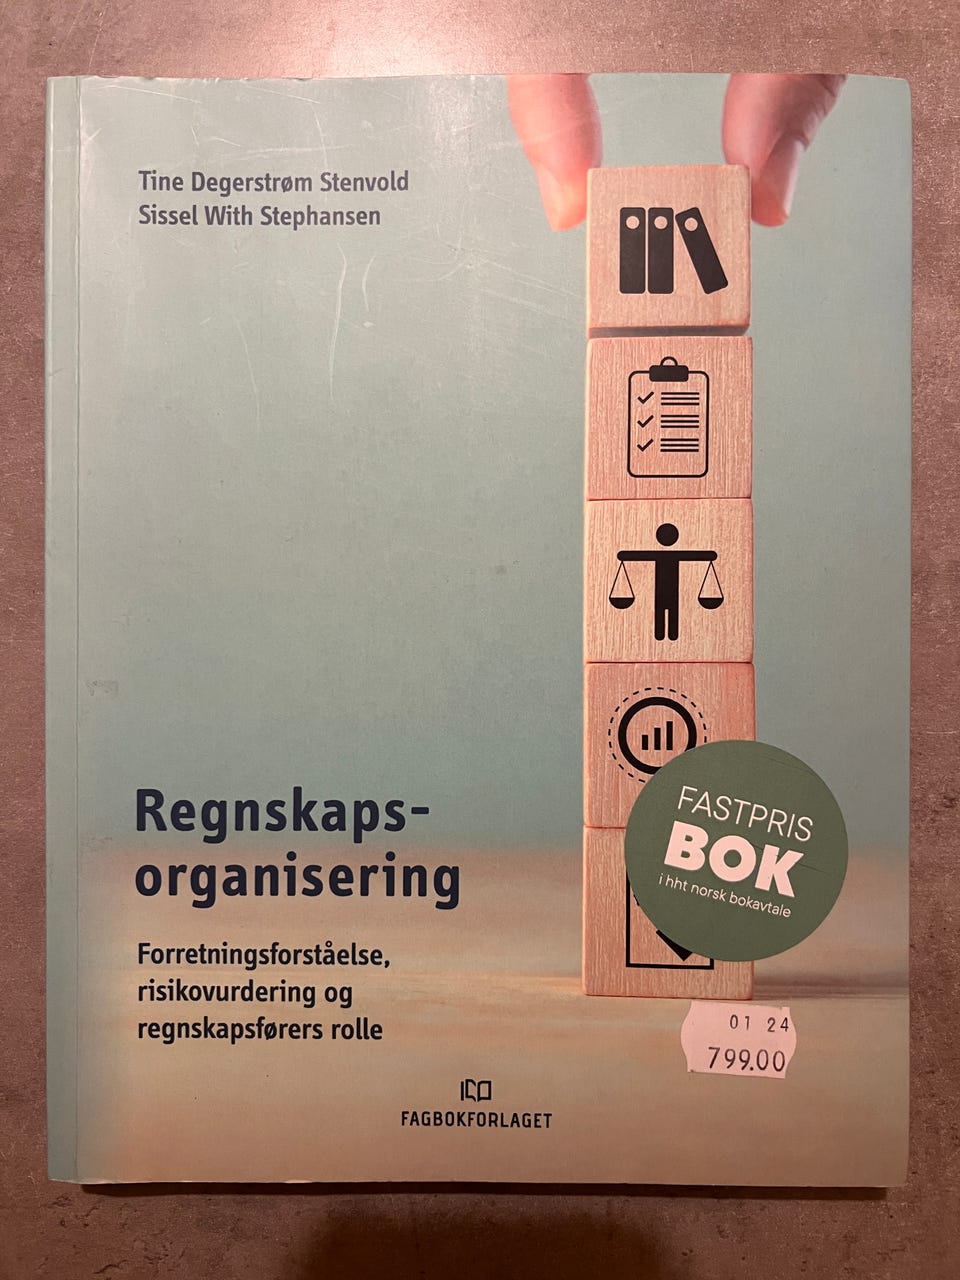 Tine Degerstrøm Stenvold
Sissel With Stephansen
Regnskaps-
organisering
Forretningsforståelse,
risikovurdering og
regnskapsførers rolle
FASTPRIS
BOK
i hht norsk bokavtale
01 24
799.00
FAGBOKFORLAGET